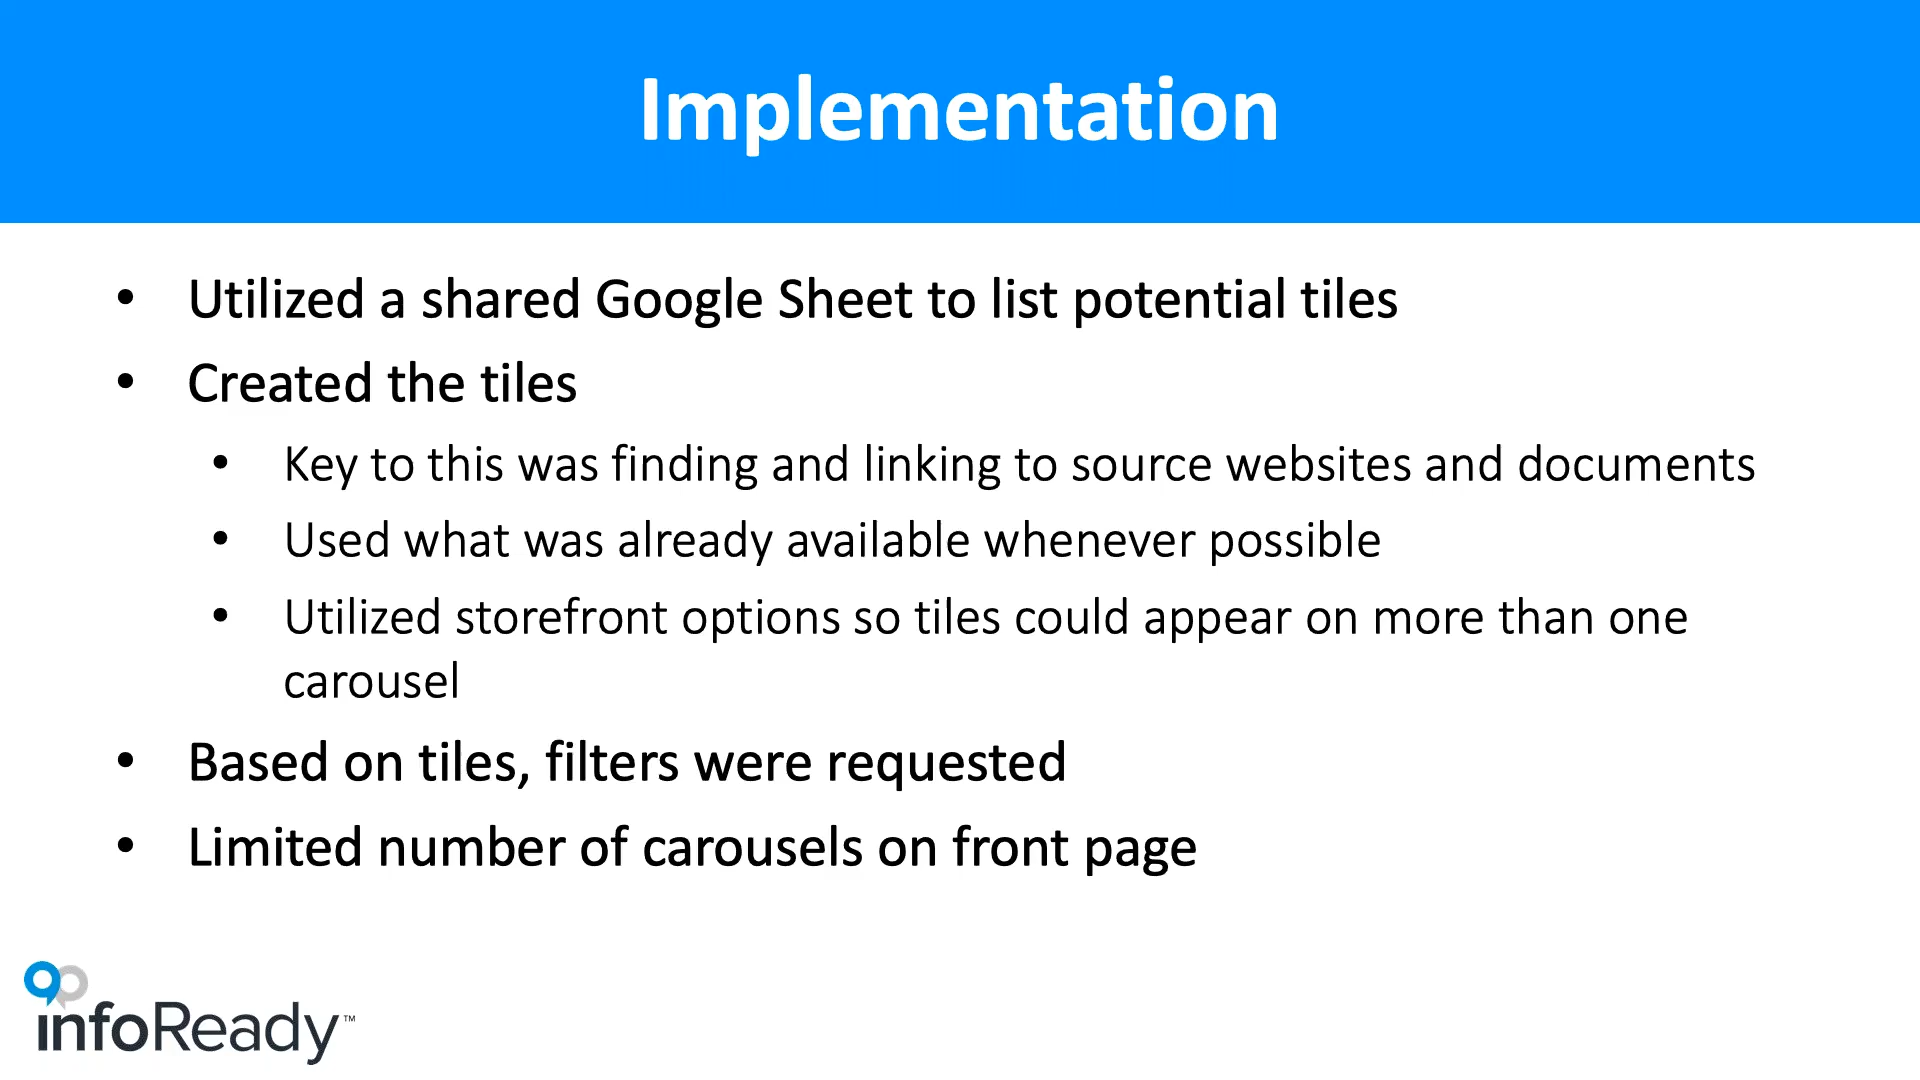 Implementation
• Utilized a shared Google Sheet to list potential tiles
• Created the tiles
• Key to this was finding and linking to source websites and documents
• Used what was already available whenever possible
• Utilized storefront options so tiles could appear on more than one
carousel
• Based on tiles, filters were requested
• Limited number of carousels on front page
infoReady™